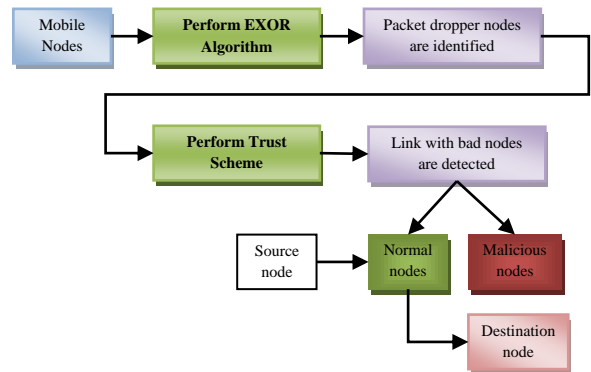 Mobile
Nodes
Perform EXOR
Algorithm
Packet dropper nodes
are identified
Perform Trust
Scheme
Link with bad nodes
are detected
Source
node
Normal
nodes
Malicious
nodes
Destination
node